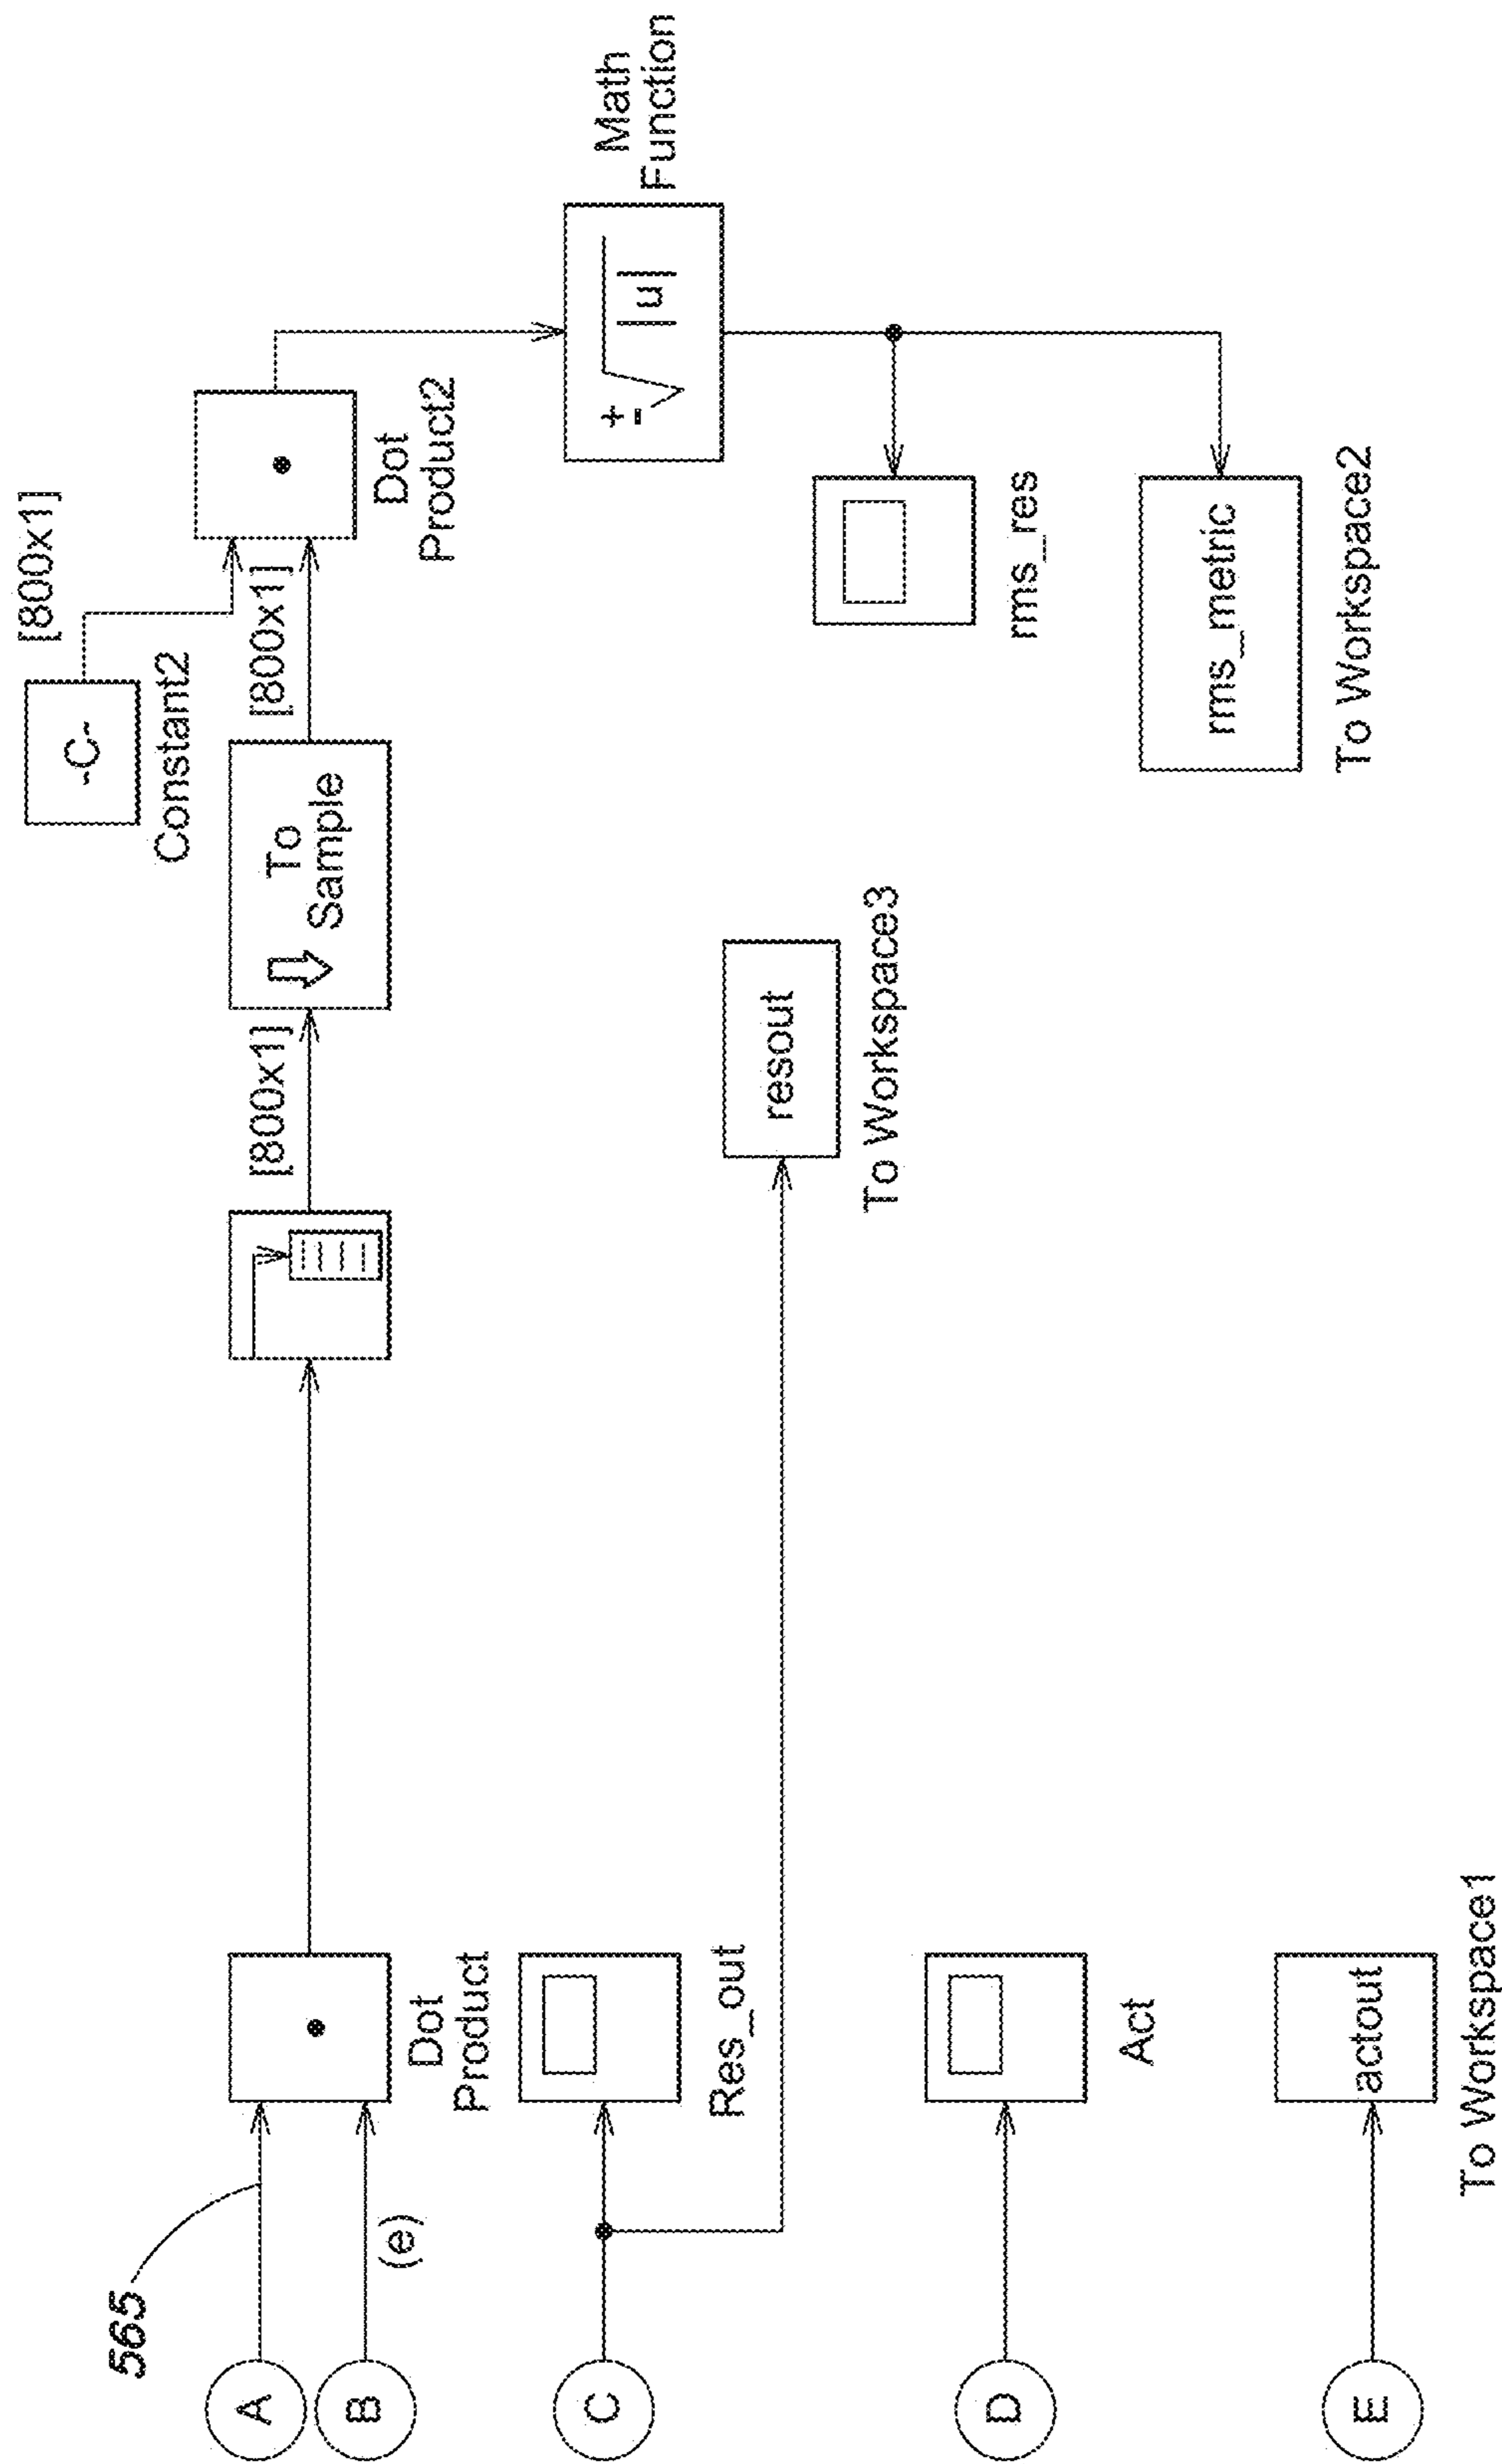 565
A
B
(e)
Dot
Product
[800x1]
To
Sample
[800x1]
-C-
Constant2
[800x1]
Dot
Product2
±√|u|
Math
Function
C
Res_out
resout
To Workspace3
rms_res
rms_metric
To Workspace2
D
Act
E
actout
To Workspace1